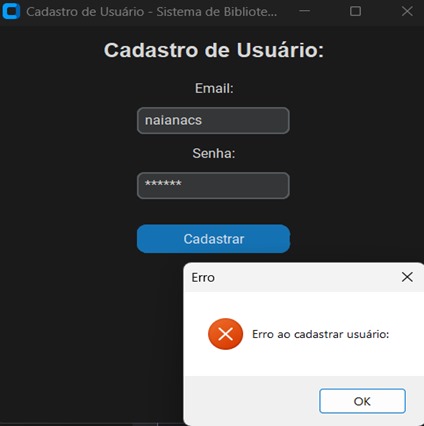 Cadastro de Usuário - Sistema de Bibliote...
Cadastro de Usuário:
Email:
naianacs
Senha:
******
Cadastrar
Erro
Erro ao cadastrar usuário:
OK